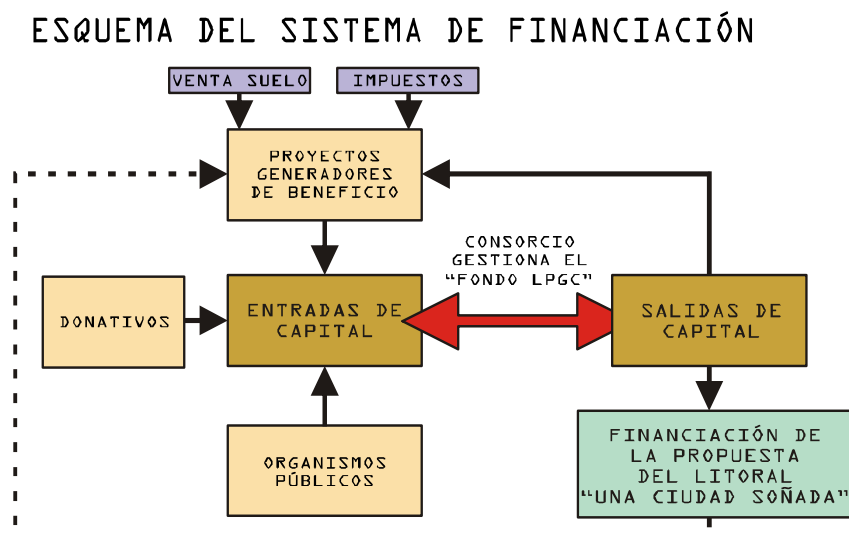 ESQUEMA DEL SISTEMA DE FINANCIACIÓN
VENTA SUELO
IMPUESTOS
PROYECTOS
GENERADORES
DE BENEFICIO
CONSORCIO
GESTIONA EL
“FONDO LPGC”
DONATIVOS
ENTRADAS DE
CAPITAL
SALIDAS DE
CAPITAL
ORGANISMOS
PÚBLICOS
FINANCIACIÓN DE
LA PROPUESTA
DEL LITORAL
“UNA CIUDAD SOÑADA”